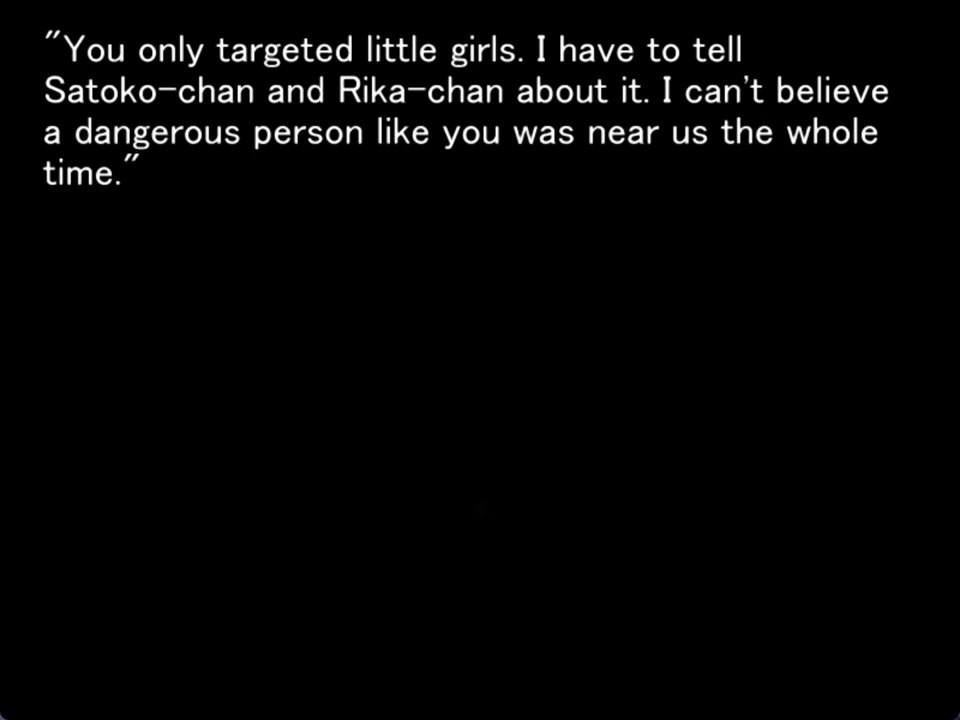 "You only targeted little girls. I have to tell
Satoko-chan and Rika-chan about it. I can't believe
a dangerous person like you was near us the whole
time."